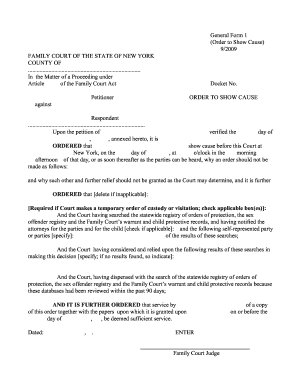 General Form 1
(Order to Show Cause)
9/2009
FAMILY COURT OF THE STATE OF NEW YORK
COUNTY OF
In the Matter of a Proceeding under
Article of the Family Court Act Docket No.
Petitioner ORDER TO SHOW CAUSE
against
Respondent
Upon the petition of verified the day of
, , annexed hereto, it is
ORDERED that show cause before this Court at
New York, on the day of , at o'clock in the morning
afternoon of that day, or as soon thereafter as the parties can be heard, why an order should not be
made as follows:
and why such other and further relief should not be granted as the Court may determine, and it is further
ORDERED that [delete if inapplicable]:
[Required if Court makes a temporary order of custody or visitation; check applicable box(es)]:
And the Court having searched the statewide registry of orders of protection, the sex
offender registry and the Family Court's warrant and child protective records, and having notified the
attorneys for the parties and for the child [check if applicable]: and the following self-represented party
or parties [specify]: of the results of these searches;
And the Court having considered and relied upon the following results of these searches in
making this decision [specify; if no results found, so indicate]:
And the Court, having dispensed with the search of the statewide registry of orders of
protection, the sex offender registry and the Family Court's warrant and child protective records because
these databases had been reviewed within the past 90 days;
AND IT IS FURTHER ORDERED that service by of a copy
of this order together with the papers upon which it is granted upon on or before the
day of , , be deemed sufficient service.
Dated: , . ENTER
Family Court Judge